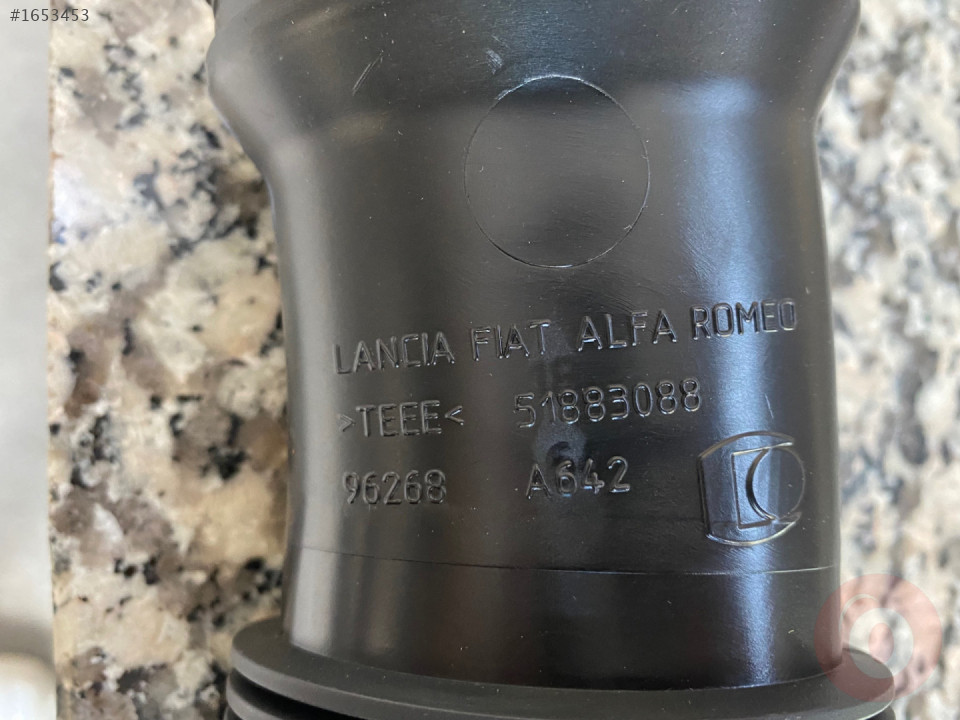 #1653453
LANCIA FIAT ALFA ROMEO
>TEEE< 51883088
96268 A642